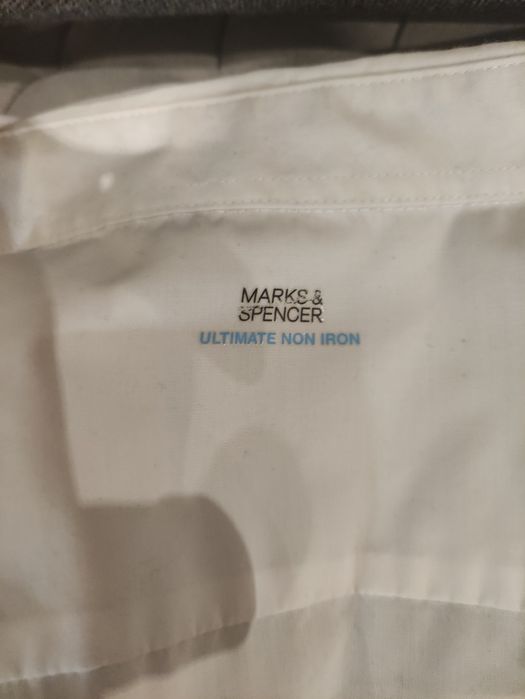 MARKS &
SPENCER
ULTIMATE NON IRON